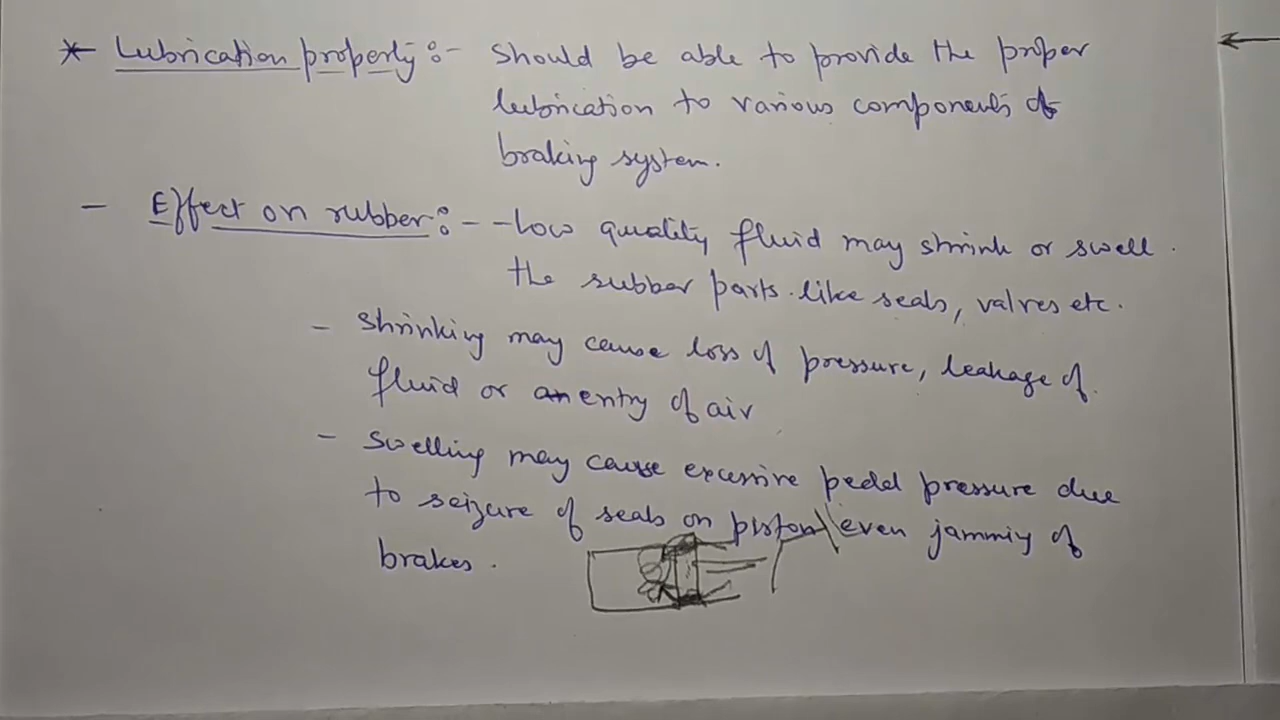 * Lubrication property:- Should be able to provide the proper
lubrication to various components of
braking system.
- Effect on rubber:- -Low quality fluid may shrink or swell.
the rubber parts.like seals, valves etc.
- Shrinking may cause loss of pressure, leakage of.
fluid or an entry of air
- Swelling may cause excessive pedal pressure due
to seizure of seals on piston\even jamming of
brakes.